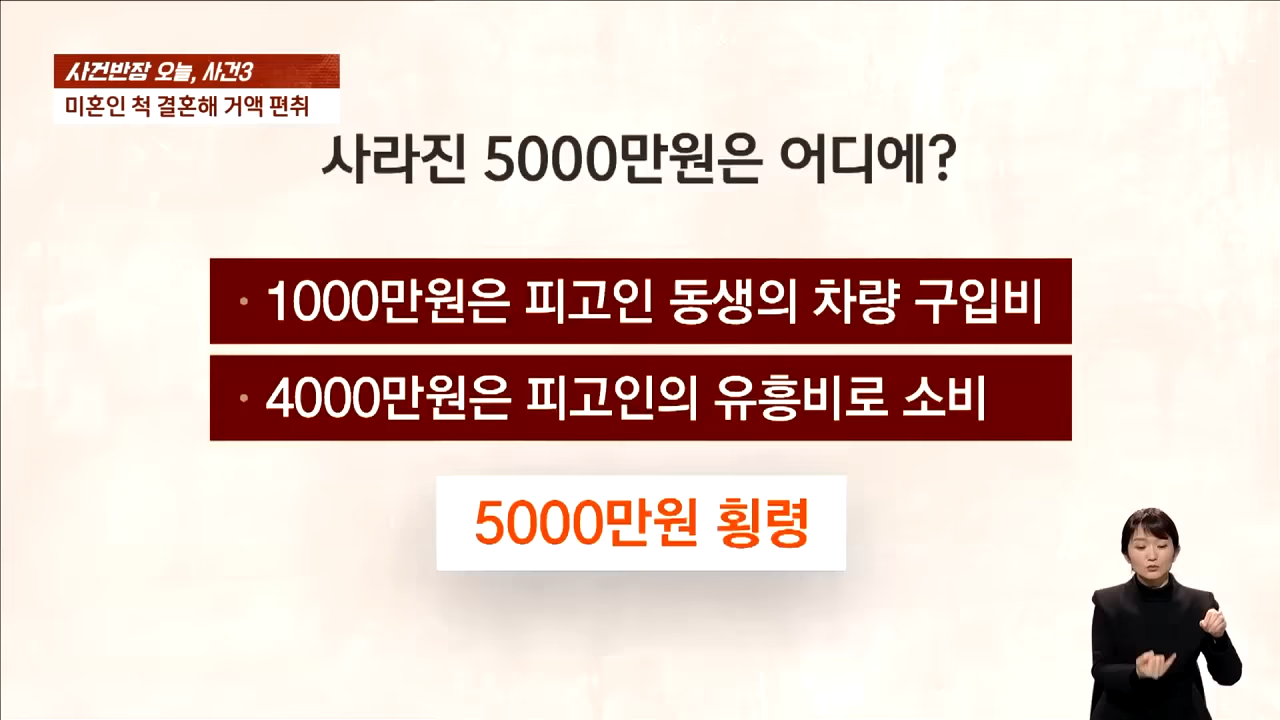 사건반장 오늘, 사건3
미혼인 척 결혼해 거액 편취
사라진 5000만원은 어디에?
· 1000만원은 피고인 동생의 차량 구입비
· 4000만원은 피고인의 유흥비로 소비
5000만원 횡령